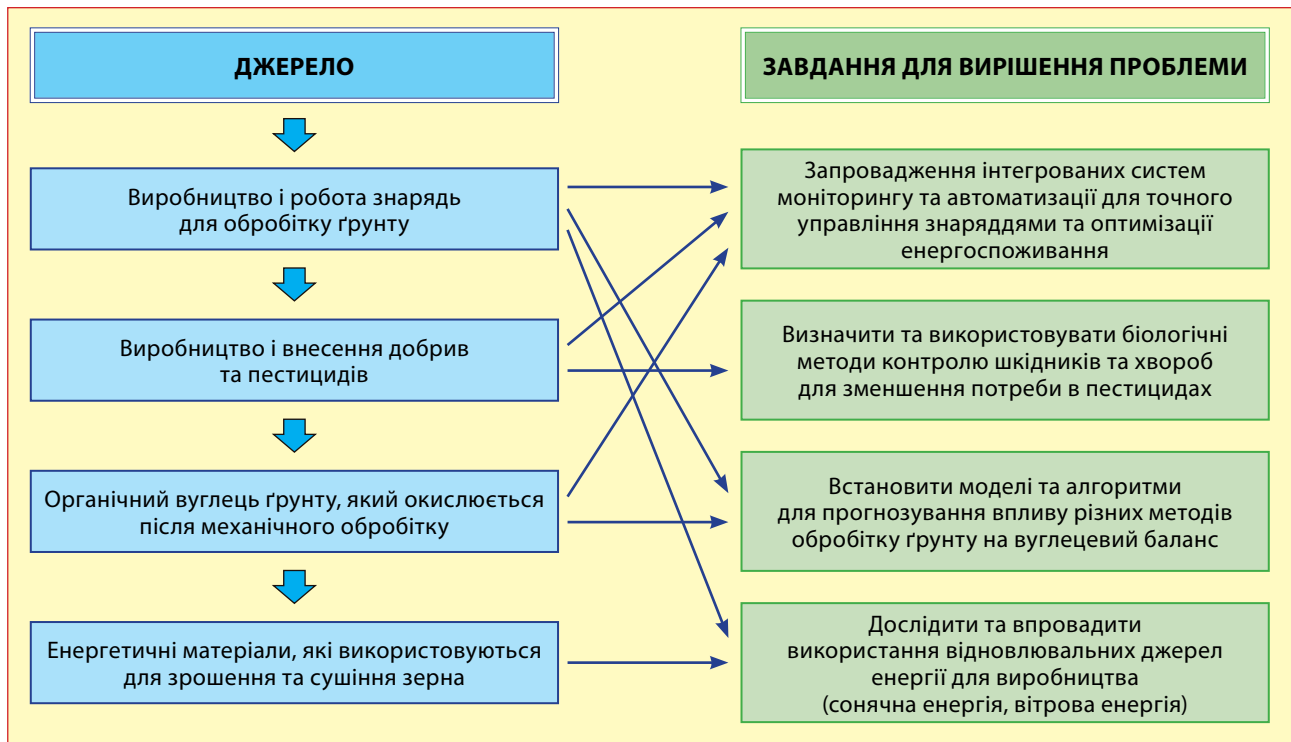 ДЖЕРЕЛО
Виробництво і робота знарядь
для обробітку ґрунту
Виробництво і внесення добрив
та пестицидів
Органічний вуглець ґрунту, який окислюється
після механічного обробітку
Енергетичні матеріали, які використовуються
для зрошення та сушіння зерна
ЗАВДАННЯ ДЛЯ ВИРІШЕННЯ ПРОБЛЕМИ
Запровадження інтегрованих систем
моніторингу та автоматизації для точного
управління знаряддями та оптимізації
енергоспоживання
Визначити та використовувати біологічні
методи контролю шкідників та хвороб
для зменшення потреби в пестицидах
Встановити моделі та алгоритми
для прогнозування впливу різних методів
обробітку ґрунту на вуглецевий баланс
Дослідити та впровадити
використання відновлювальних джерел
енергії для виробництва
(сонячна енергія, вітрова енергія)